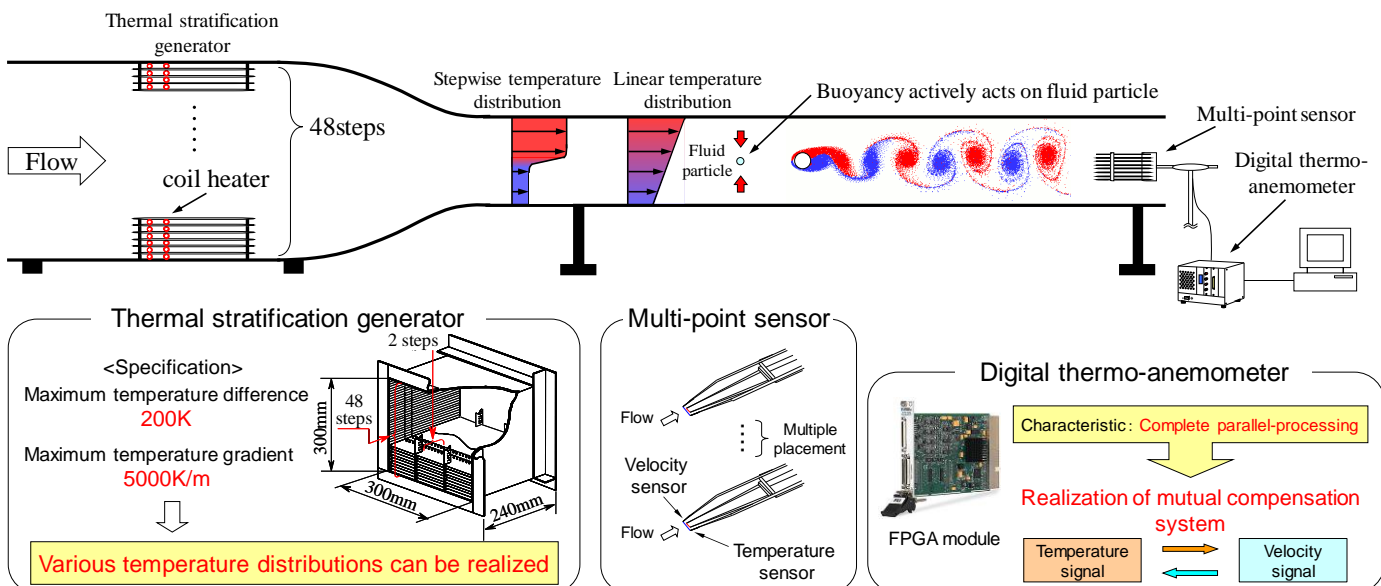 Thermal stratification
generator
Flow
coil heater
48steps
Stepwise temperature
distribution
Linear temperature
distribution
Buoyancy actively acts on fluid particle
Fluid
particle
Multi-point sensor
Digital thermo-
anemometer
Thermal stratification generator
<Specification>
Maximum temperature difference
200K
Maximum temperature gradient
5000K/m
2 steps
48
steps
300mm
300mm
240mm
Various temperature distributions can be realized
Multi-point sensor
Flow
Multiple
placement
Velocity
sensor
Flow
Temperature
sensor
Digital thermo-anemometer
Characteristic: Complete parallel-processing
Realization of mutual compensation
system
FPGA module
Temperature
signal
Velocity
signal